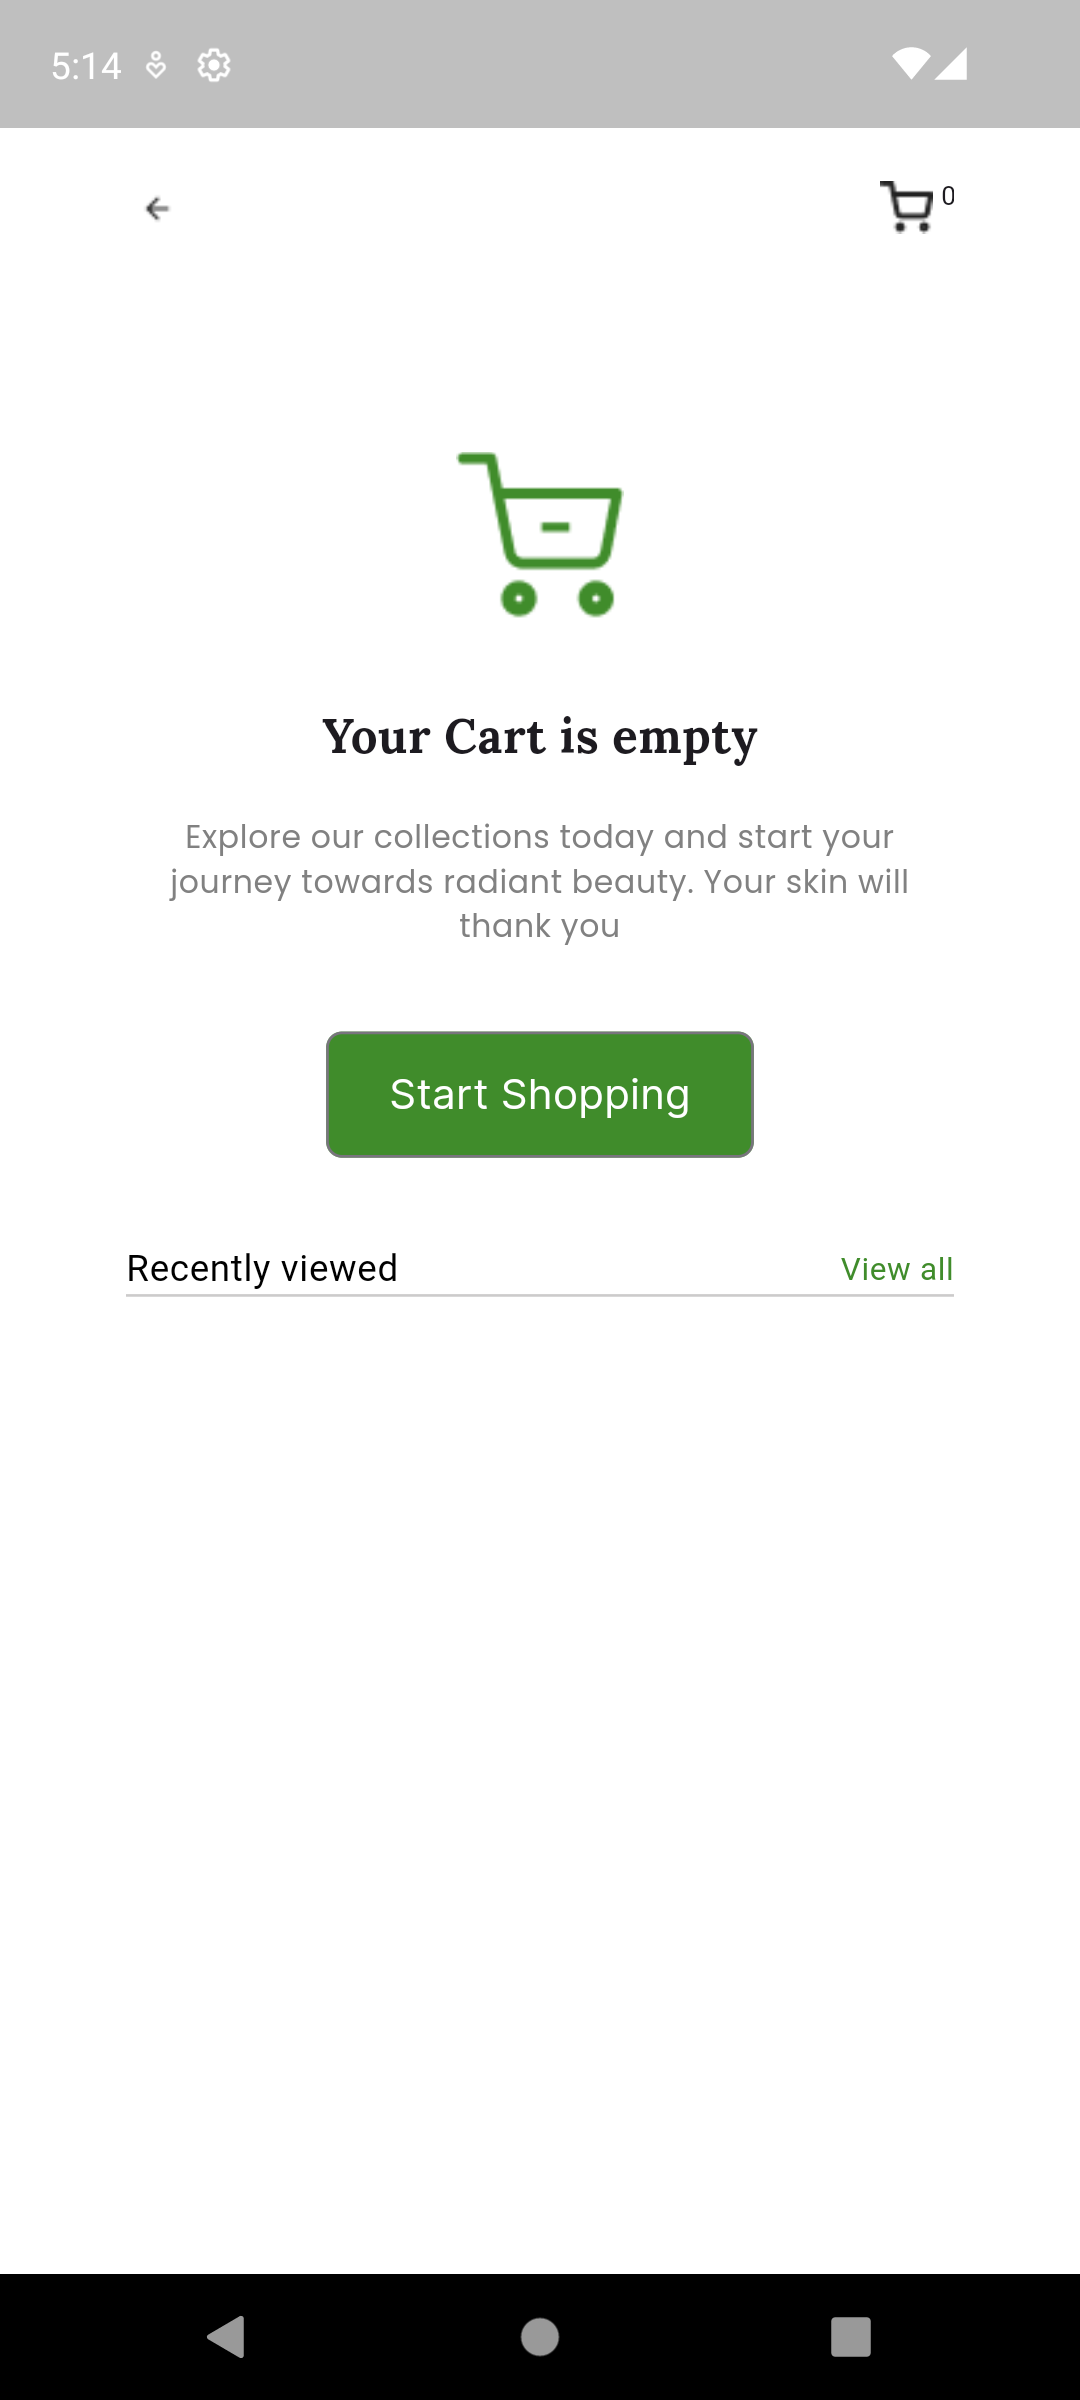 5:14
0
Your Cart is empty
Explore our collections today and start your
journey towards radiant beauty. Your skin will
thank you
Start Shopping
Recently viewed
View all